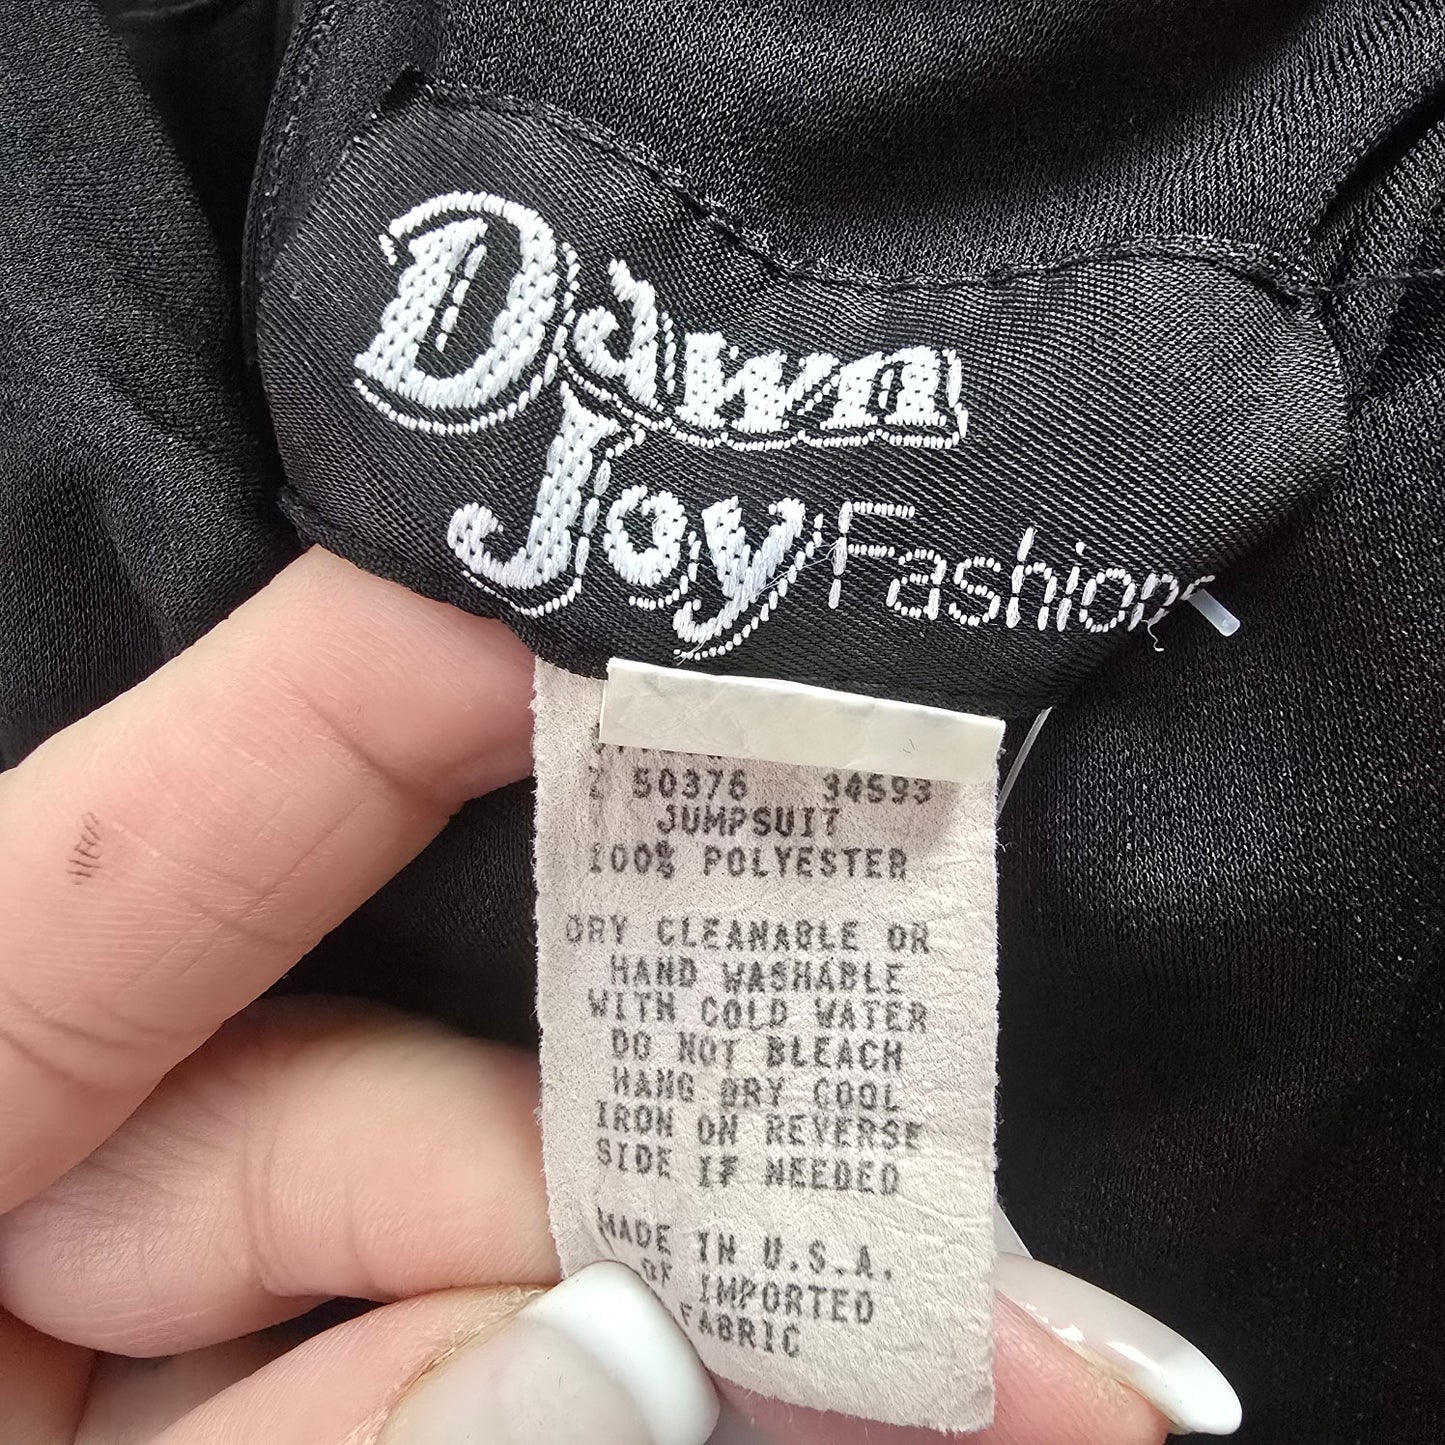 Dawn
Joy Fashions
Z 50376 34593
JUMPSUIT
100% POLYESTER
DRY CLEANABLE OR
HAND WASHABLE
WITH COLD WATER
DO NOT BLEACH
HANG DRY COOL
IRON ON REVERSE
SIDE IF NEEDED
MADE IN U.S.A.
OF IMPORTED
FABRIC